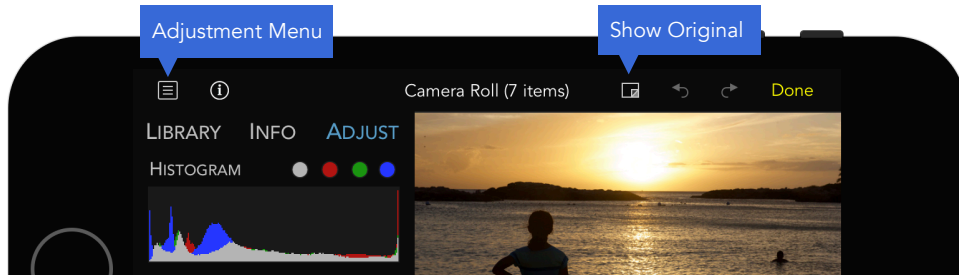 Adjustment Menu
Show Original
Camera Roll (7 items)
Done
LIBRARY INFO ADJUST
HISTOGRAM